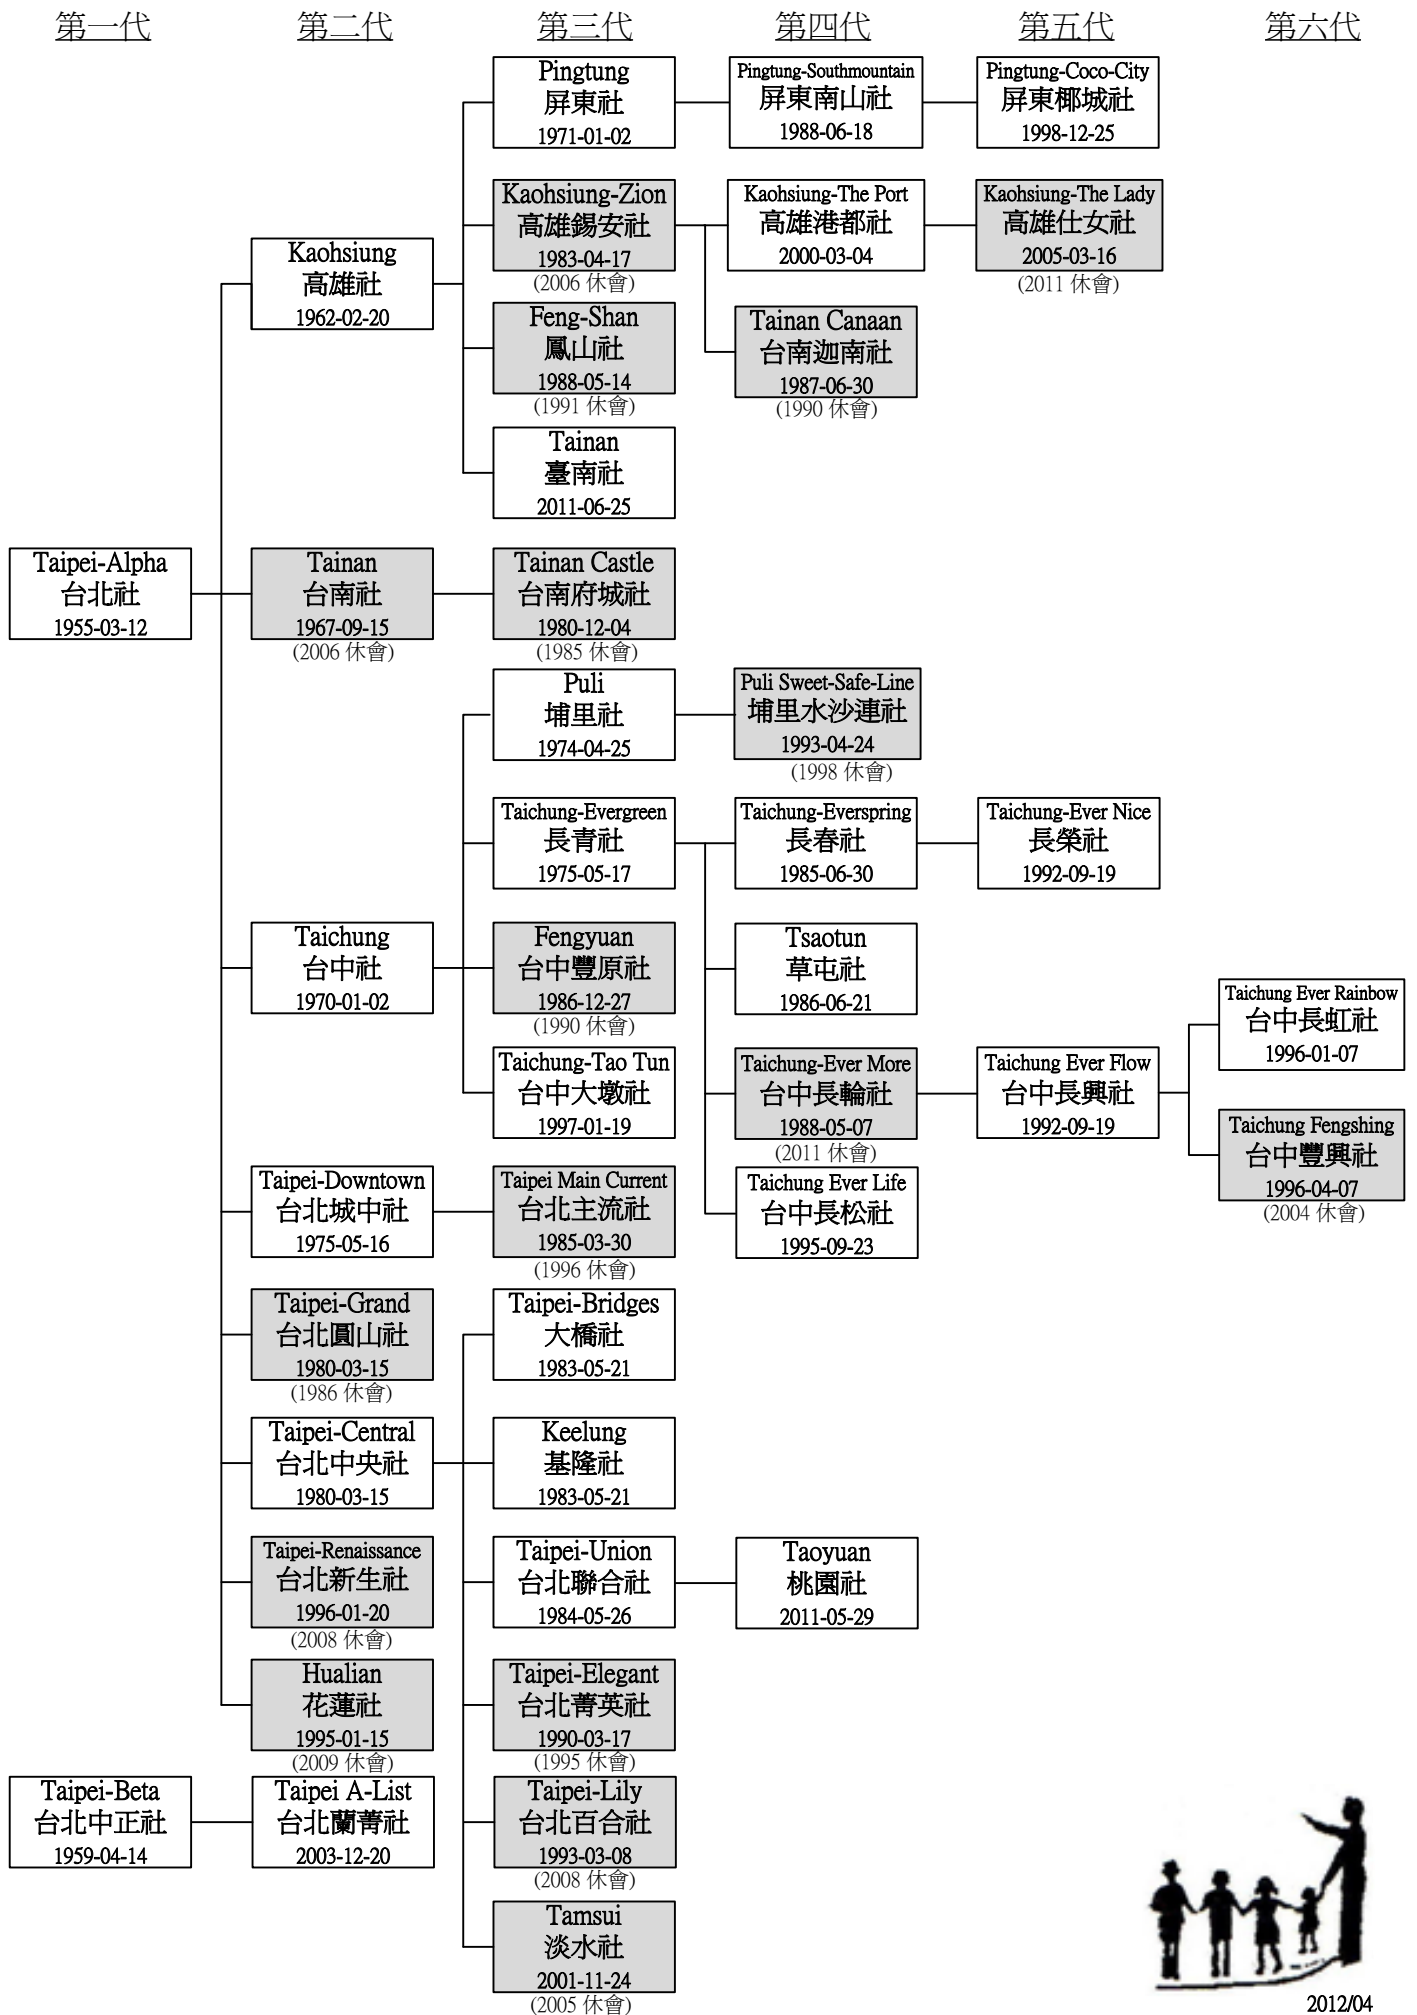 第一代
第二代
第三代
第四代
第五代
第六代
Pingtung
屏東社
1971-01-02
Pingtung-Southmountain
屏東南山社
1988-06-18
Pingtung-Coco-City
屏東椰城社
1998-12-25
Kaohsiung-Zion
高雄錫安社
1983-04-17
(2006 休會)
Kaohsiung-The Port
高雄港都社
2000-03-04
Kaohsiung-The Lady
高雄仕女社
2005-03-16
(2011 休會)
Kaohsiung
高雄社
1962-02-20
Feng-Shan
鳳山社
1988-05-14
(1991 休會)
Tainan Canaan
台南迦南社
1987-06-30
(1990 休會)
Tainan
臺南社
2011-06-25
Taipei-Alpha
台北社
1955-03-12
Tainan
台南社
1967-09-15
(2006 休會)
Tainan Castle
台南府城社
1980-12-04
(1985 休會)
Puli
埔里社
1974-04-25
Puli Sweet-Safe-Line
埔里水沙連社
1993-04-24
(1998 休會)
Taichung-Evergreen
長青社
1975-05-17
Taichung-Everspring
長春社
1985-06-30
Taichung-Ever Nice
長榮社
1992-09-19
Taichung
台中社
1970-01-02
Fengyuan
台中豐原社
1986-12-27
(1990 休會)
Tsaotun
草屯社
1986-06-21
Taichung Ever Rainbow
台中長虹社
1996-01-07
Taichung-Tao Tun
台中大墩社
1997-01-19
Taichung-Ever More
台中長輪社
1988-05-07
(2011 休會)
Taichung Ever Flow
台中長興社
1992-09-19
Taichung Fengshing
台中豐興社
1996-04-07
(2004 休會)
Taipei-Downtown
台北城中社
1975-05-16
Taipei Main Current
台北主流社
1985-03-30
(1996 休會)
Taichung Ever Life
台中長松社
1995-09-23
Taipei-Grand
台北圓山社
1980-03-15
(1986 休會)
Taipei-Bridges
大橋社
1983-05-21
Taipei-Central
台北中央社
1980-03-15
Keelung
基隆社
1983-05-21
Taipei-Renaissance
台北新生社
1996-01-20
(2008 休會)
Taipei-Union
台北聯合社
1984-05-26
Taoyuan
桃園社
2011-05-29
Hualian
花蓮社
1995-01-15
(2009 休會)
Taipei-Elegant
台北菁英社
1990-03-17
(1995 休會)
Taipei-Beta
台北中正社
1959-04-14
Taipei A-List
台北蘭菁社
2003-12-20
Taipei-Lily
台北百合社
1993-03-08
(2008 休會)
Tamsui
淡水社
2001-11-24
(2005 休會)
2012/04